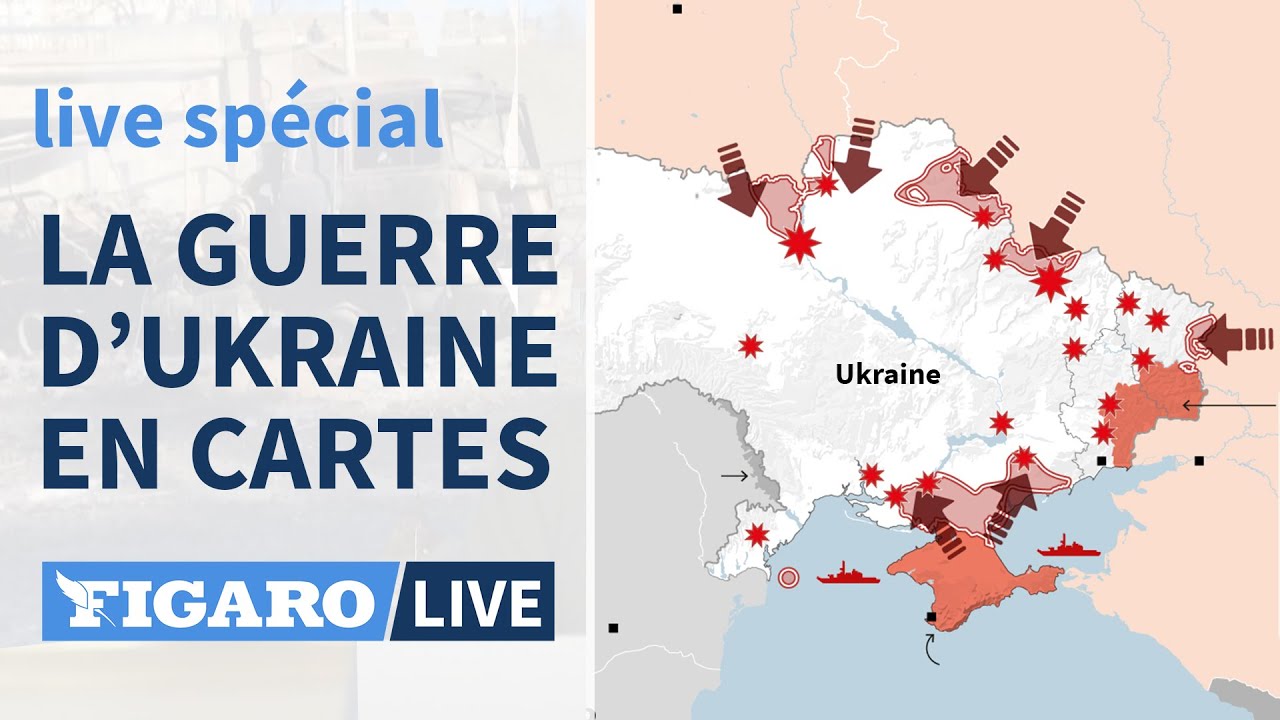 live spécial
LA GUERRE
D’UKRAINE
EN CARTES
FIGARO LIVE
Ukraine